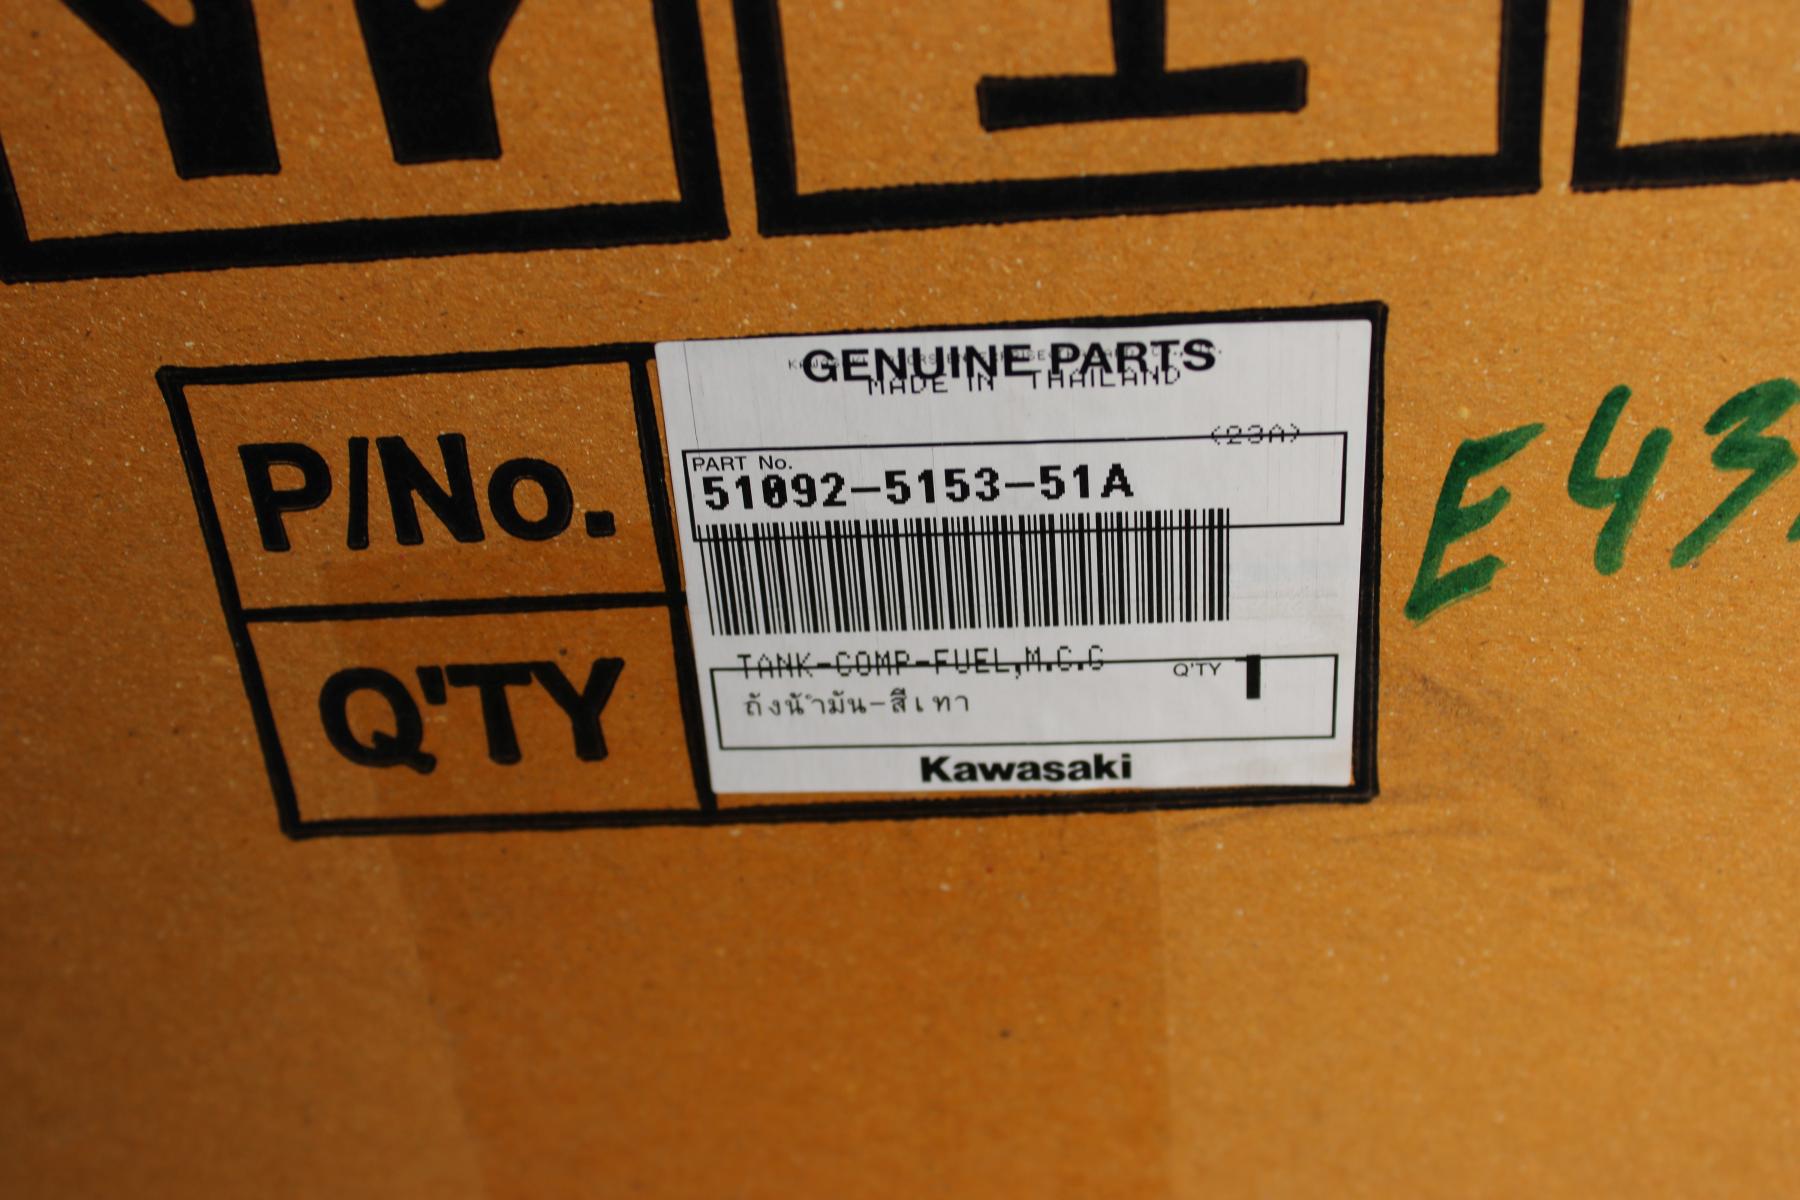 GENUINE PARTS
MADE IN THAILAND
(23A)
P/No.
PART No.
51092-5153-51A
E43
Q'TY
TANK-COMP-FUEL,M.C.G
Q'TY 1
ถังน้ำมัน-สีเทา
Kawasaki